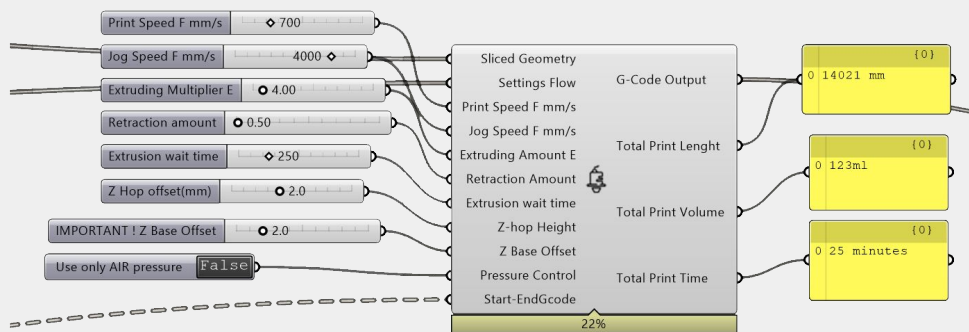 Print Speed F mm/s 700
Jog Speed F mm/s 4000
Extruding Multiplier E 4.00
Retraction amount 0.50
Extrusion wait time 250
Z Hop offset(mm) 2.0
IMPORTANT ! Z Base Offset 2.0
Use only AIR pressure False
Sliced Geometry
Settings Flow
Print Speed F mm/s
Jog Speed F mm/s
Extruding Amount E
Retraction Amount
Extrusion wait time
Z-hop Height
Z Base Offset
Pressure Control
Start-EndGcode
G-Code Output
Total Print Lenght
Total Print Volume
Total Print Time
22%
{0}
0 14021 mm
{0}
0 123ml
{0}
0 25 minutes